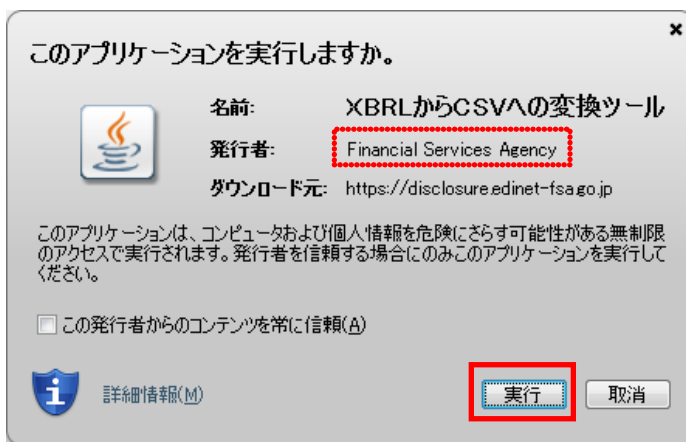 このアプリケーションを実行しますか。
名前: XBRLからCSVへの変換ツール
発行者: Financial Services Agency
ダウンロード元: https://disclosure.edinet-fsa.go.jp
このアプリケーションは、コンピュータおよび個人情報を危険にさらす可能性がある無制限
のアクセスで実行されます。発行者を信頼する場合にのみこのアプリケーションを実行して
ください。
この発行者からのコンテンツを常に信頼(A)
詳細情報(M)
実行 取消